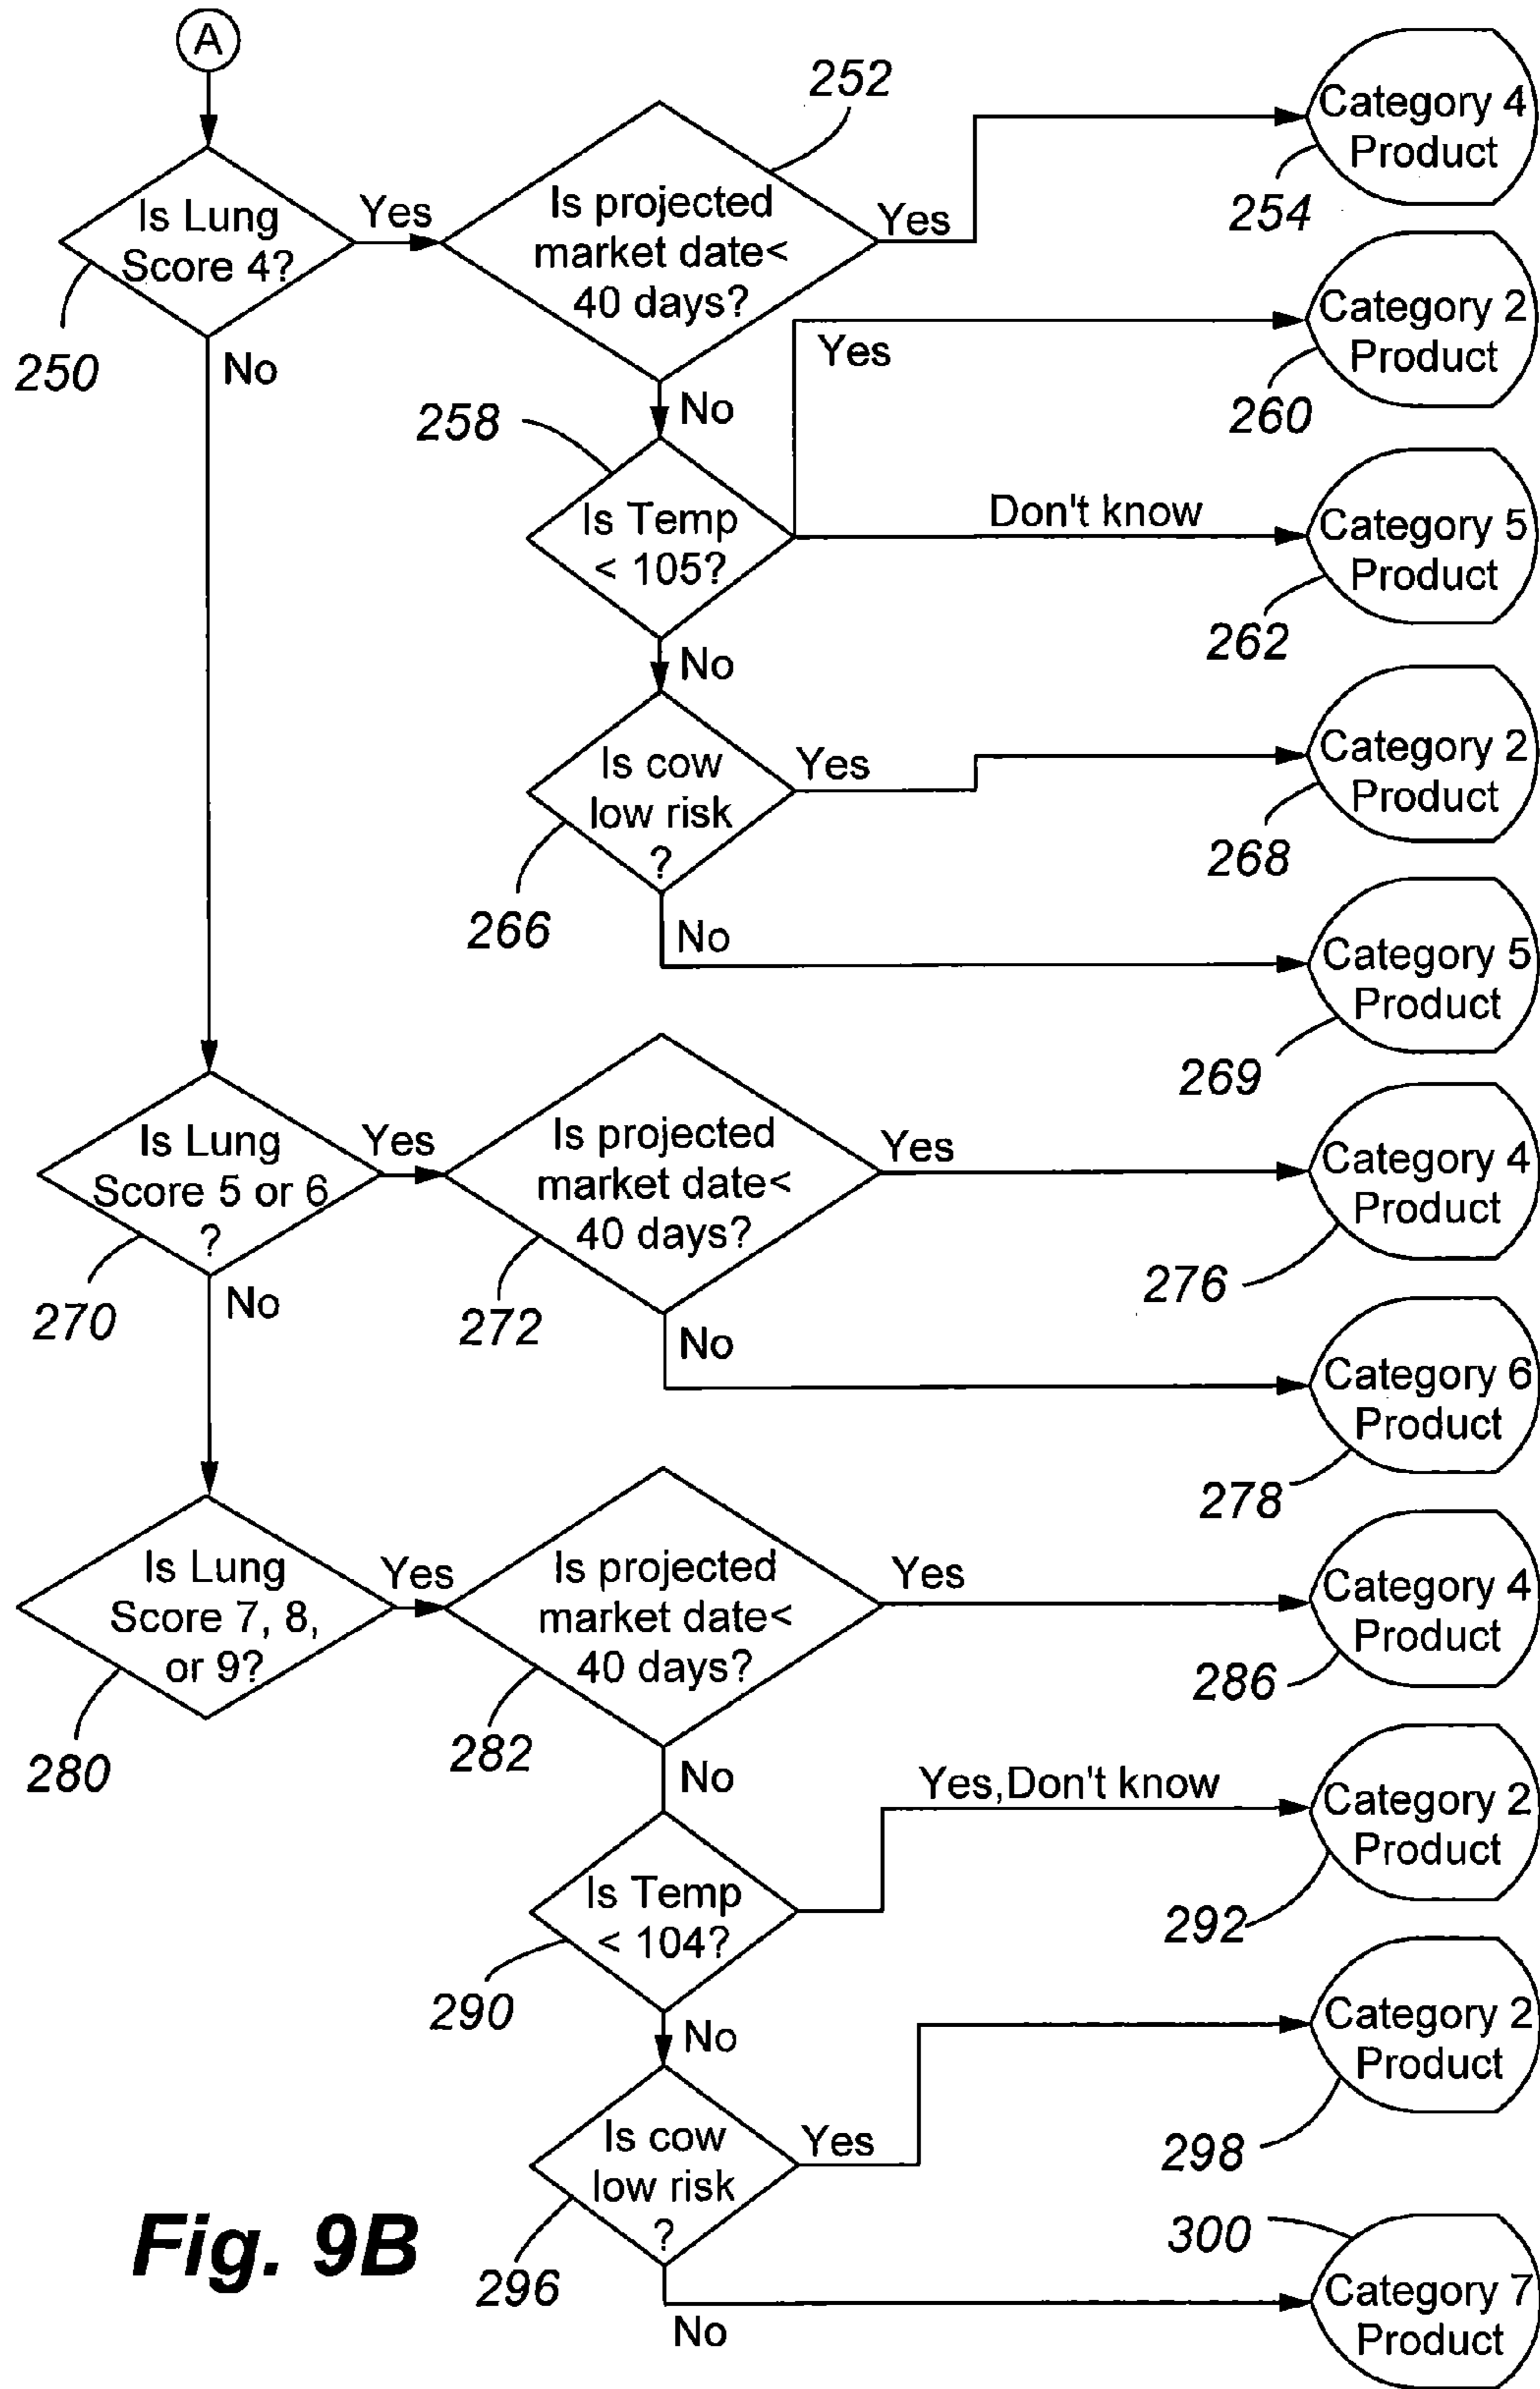 A
252
Category 4
Product
254
Is Lung
Score 4?
Yes
Is projected
market date<
40 days?
Yes
250
No
No
Category 2
Product
Yes
260
258
Is Temp
< 105?
Don't know
Category 5
Product
262
No
Is cow
low risk
?
Yes
Category 2
Product
268
266
No
Category 5
Product
269
Is Lung
Score 5 or 6
?
Yes
Is projected
market date<
40 days?
Yes
Category 4
Product
276
270
No
272
No
Category 6
Product
278
Is Lung
Score 7, 8,
or 9?
Yes
Is projected
market date<
40 days?
Yes
Category 4
Product
286
280
282
No
Yes,Don't know
Category 2
Product
292
Is Temp
< 104?
290
No
Category 2
Product
298
Is cow
low risk
?
Yes
296
No
300
Category 7
Product
Fig. 9B